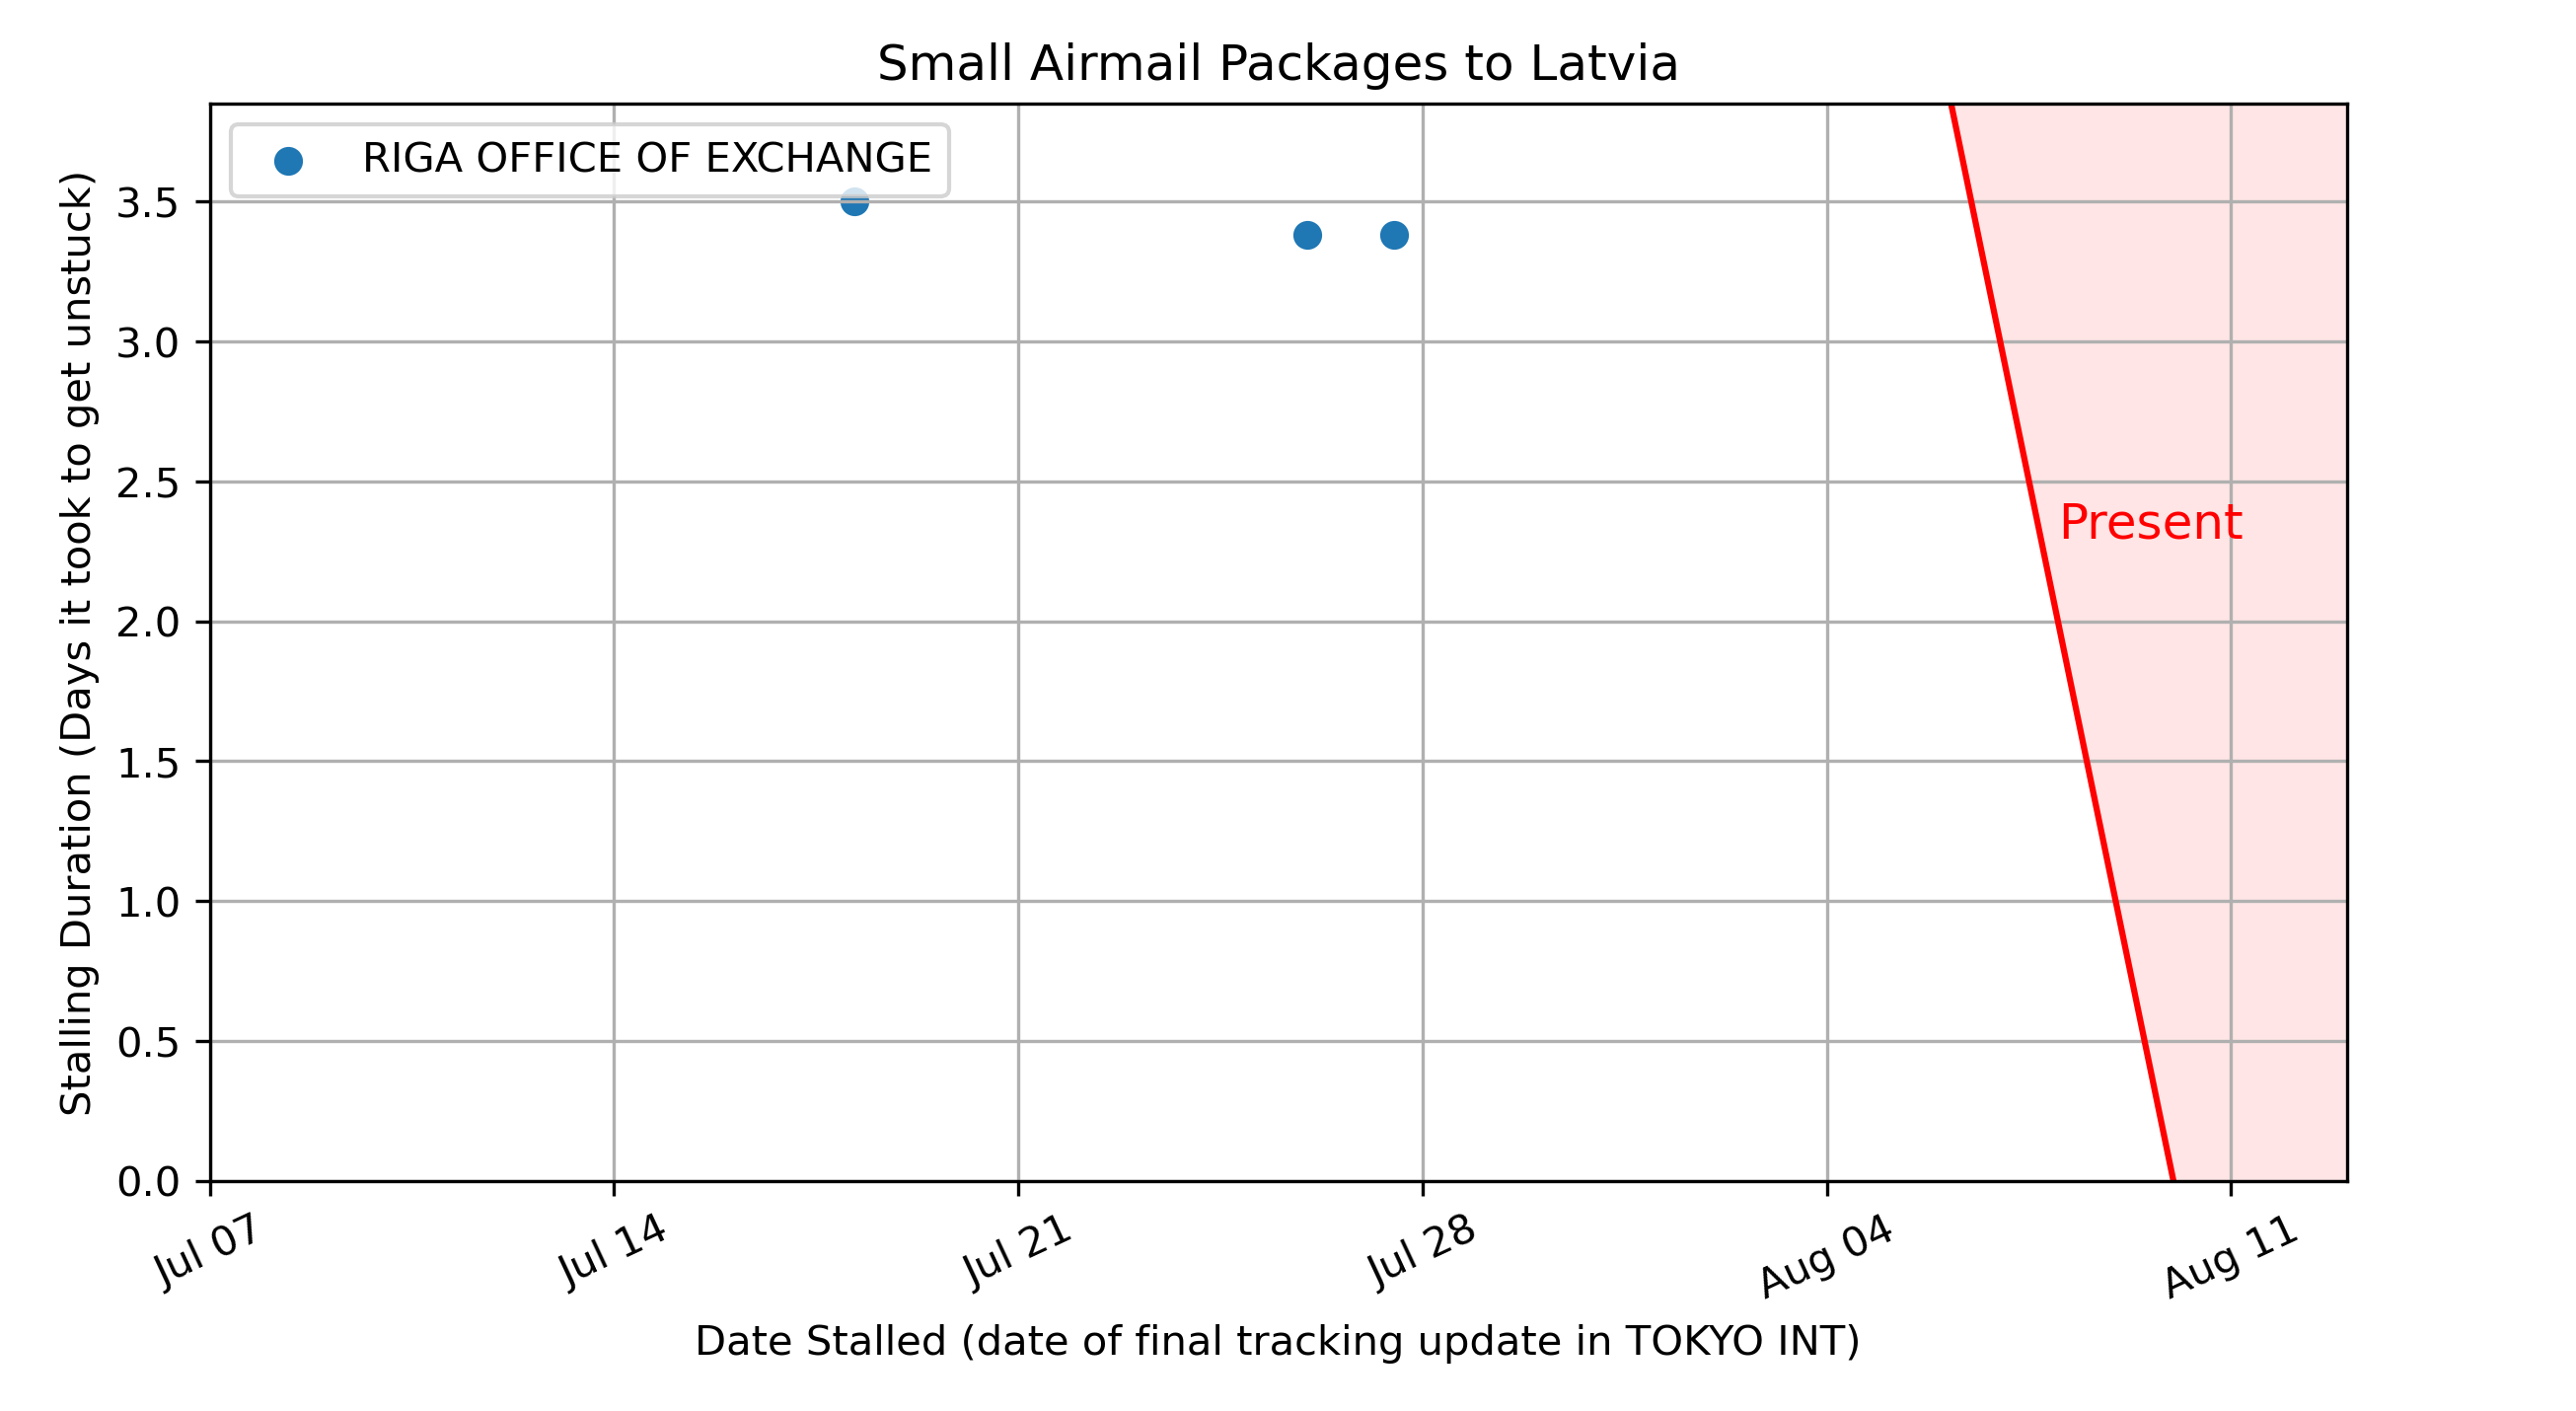 Small Airmail Packages to Latvia
RIGA OFFICE OF EXCHANGE
Stalling Duration (Days it took to get unstuck)
3.5
3.0
2.5
2.0
1.5
1.0
0.5
0.0
Present
Jul 07
Jul 14
Jul 21
Jul 28
Aug 04
Aug 11
Date Stalled (date of final tracking update in TOKYO INT)